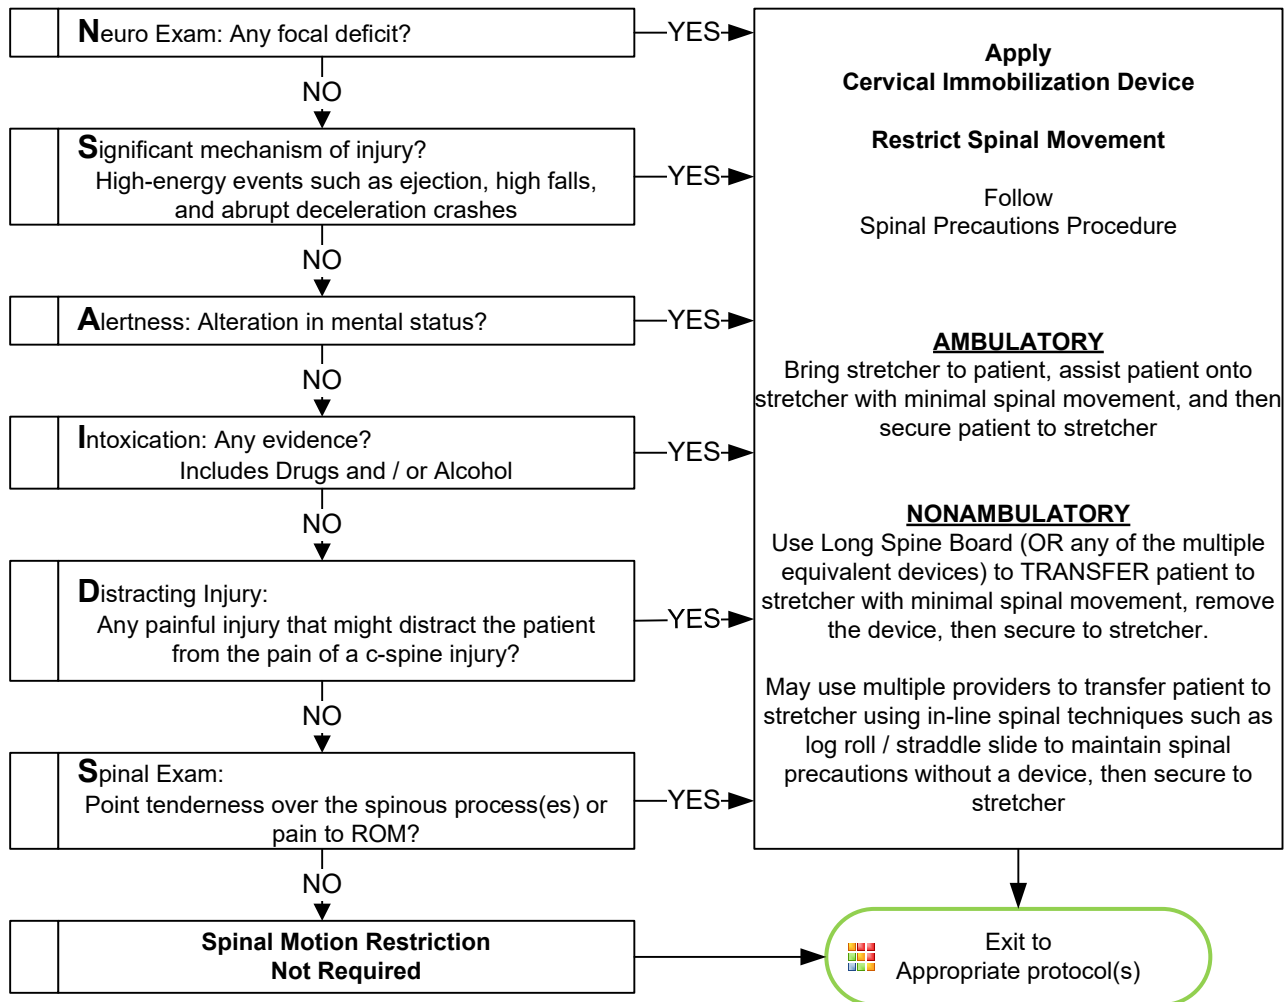 Neuro Exam: Any focal deficit?
YES
NO
Significant mechanism of injury?
High-energy events such as ejection, high falls,
and abrupt deceleration crashes
YES
NO
Alertness: Alteration in mental status?
YES
NO
Intoxication: Any evidence?
Includes Drugs and / or Alcohol
YES
NO
Distracting Injury:
Any painful injury that might distract the patient
from the pain of a c-spine injury?
YES
NO
Spinal Exam:
Point tenderness over the spinous process(es) or
pain to ROM?
YES
NO
Spinal Motion Restriction
Not Required
Apply
Cervical Immobilization Device
Restrict Spinal Movement
Follow
Spinal Precautions Procedure
AMBULATORY
Bring stretcher to patient, assist patient onto
stretcher with minimal spinal movement, and then
secure patient to stretcher
NONAMBULATORY
Use Long Spine Board (OR any of the multiple
equivalent devices) to TRANSFER patient to
stretcher with minimal spinal movement, remove
the device, then secure to stretcher.
May use multiple providers to transfer patient to
stretcher using in-line spinal techniques such as
log roll / straddle slide to maintain spinal
precautions without a device, then secure to
stretcher
Exit to
Appropriate protocol(s)